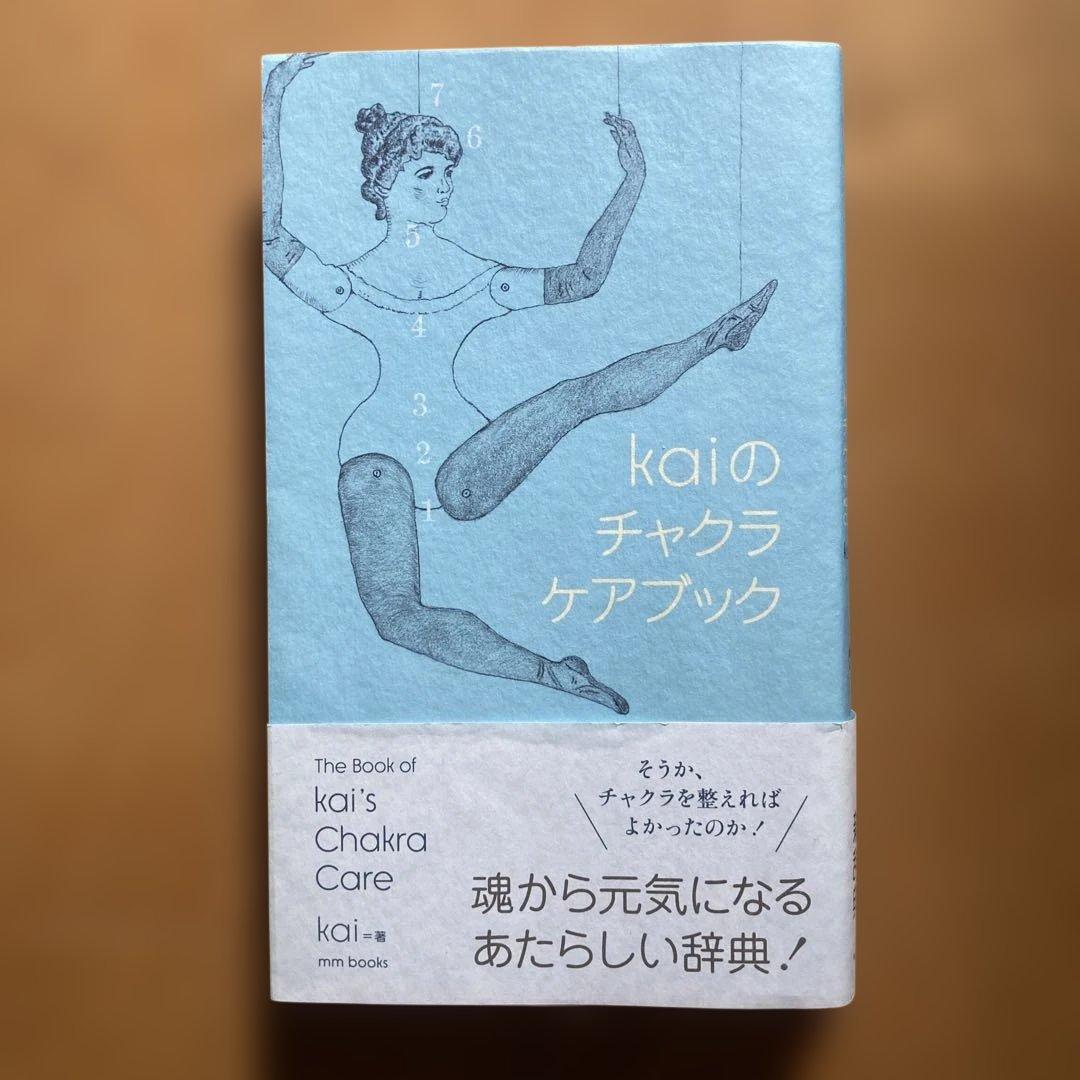 7
6
5
4
3
2
1
kaiの
チャクラ
ケアブック
The Book of
kai's
Chakra
Care
kai=著
mm books
そうか、
チャクラを整えれば
よかったのか!
魂から元気になる
あたらしい辞典!